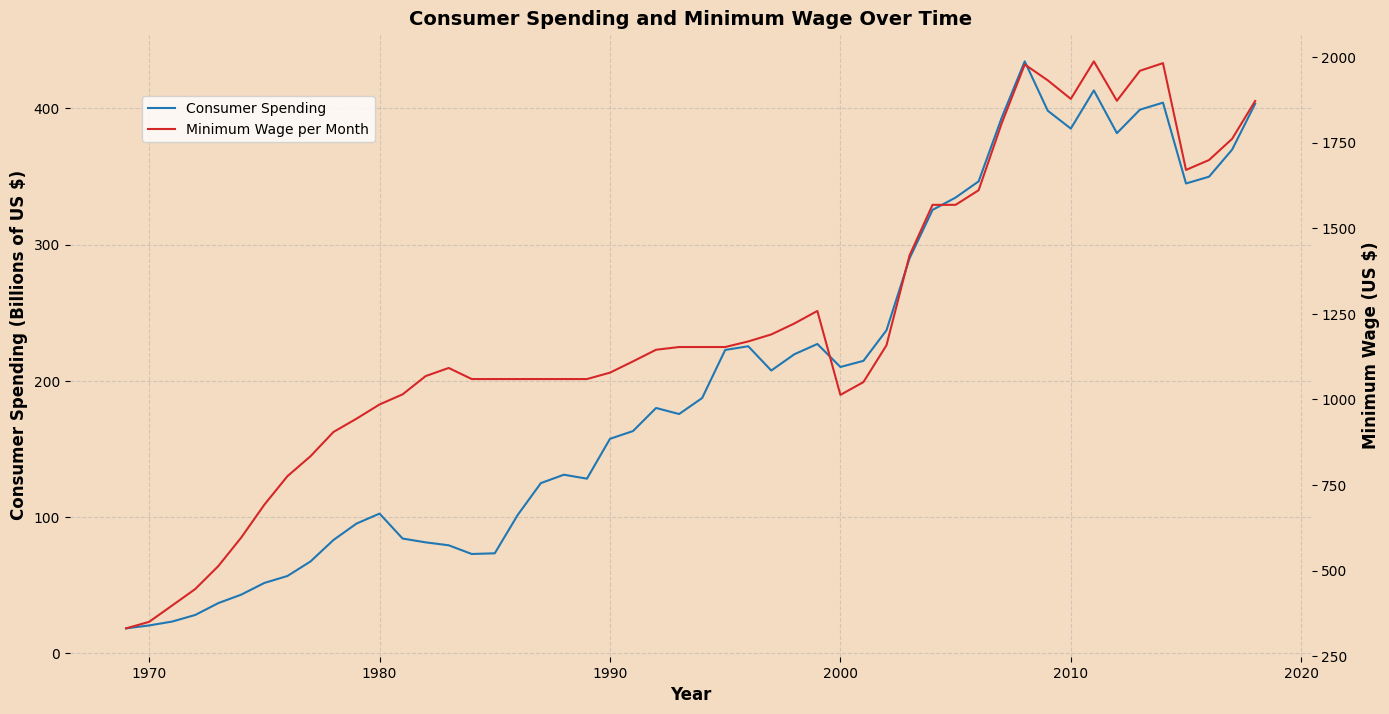 Consumer Spending and Minimum Wage Over Time
Consumer Spending
Minimum Wage per Month
Consumer Spending (Billions of US $)
400
300
200
100
0
2000
1750
1500
1250
1000
750
500
250
Minimum Wage (US $)
1970 1980 1990 2000 2010 2020
Year